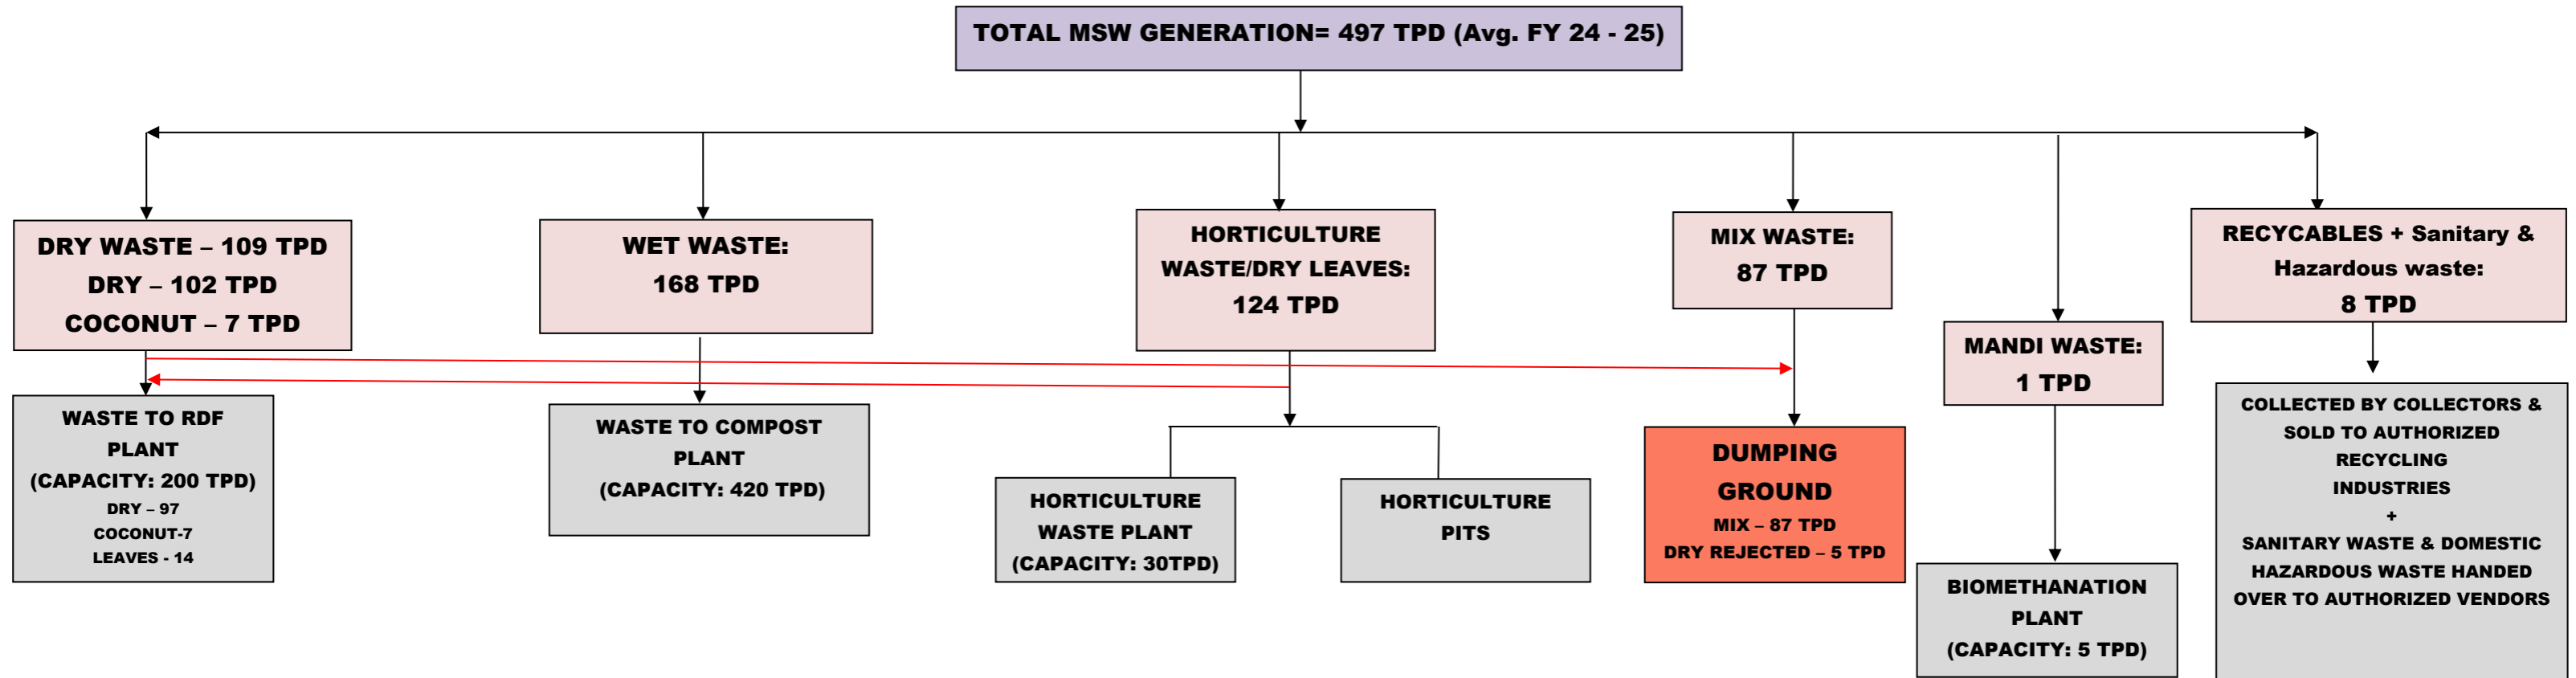 TOTAL MSW GENERATION= 497 TPD (Avg. FY 24 - 25)
DRY WASTE – 109 TPD
DRY – 102 TPD
COCONUT – 7 TPD
WET WASTE:
168 TPD
HORTICULTURE
WASTE/DRY LEAVES:
124 TPD
MIX WASTE:
87 TPD
MANDI WASTE:
1 TPD
RECYCABLES + Sanitary &
Hazardous waste:
8 TPD
WASTE TO RDF
PLANT
(CAPACITY: 200 TPD)
DRY – 97
COCONUT-7
LEAVES - 14
WASTE TO COMPOST
PLANT
(CAPACITY: 420 TPD)
HORTICULTURE
WASTE PLANT
(CAPACITY: 30TPD)
HORTICULTURE
PITS
DUMPING
GROUND
MIX – 87 TPD
DRY REJECTED – 5 TPD
BIOMETHANATION
PLANT
(CAPACITY: 5 TPD)
COLLECTED BY COLLECTORS &
SOLD TO AUTHORIZED
RECYCLING
INDUSTRIES
+
SANITARY WASTE & DOMESTIC
HAZARDOUS WASTE HANDED
OVER TO AUTHORIZED VENDORS